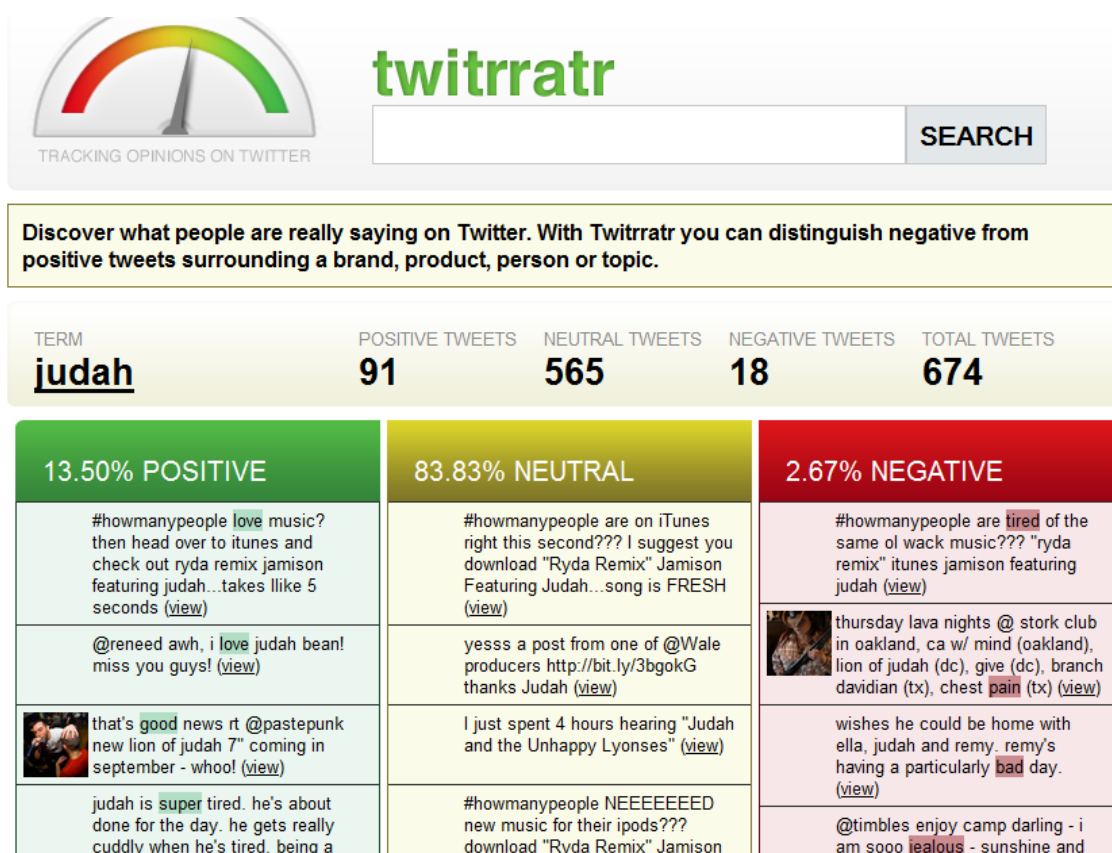 twitrratr
SEARCH
TRACKING OPINIONS ON TWITTER
Discover what people are really saying on Twitter. With Twitrratr you can distinguish negative from
positive tweets surrounding a brand, product, person or topic.
TERM
judah
POSITIVE TWEETS
91
NEUTRAL TWEETS
565
NEGATIVE TWEETS
18
TOTAL TWEETS
674
13.50% POSITIVE
#howmanypeople love music?
then head over to itunes and
check out ryda remix jamison
featuring judah...takes llike 5
seconds (view)
@reneed awh, i love judah bean!
miss you guys! (view)
that's good news rt @pastepunk
new lion of judah 7" coming in
september - whoo! (view)
judah is super tired. he's about
done for the day. he gets really
cuddly when he's tired. being a
83.83% NEUTRAL
#howmanypeople are on iTunes
right this second??? I suggest you
download "Ryda Remix" Jamison
Featuring Judah...song is FRESH
(view)
yesss a post from one of @Wale
producers http://bit.ly/3bgokG
thanks Judah (view)
I just spent 4 hours hearing "Judah
and the Unhappy Lyonses" (view)
#howmanypeople NEEEEEEED
new music for their ipods???
download "Ryda Remix" Jamison
2.67% NEGATIVE
#howmanypeople are tired of the
same ol wack music??? "ryda
remix" itunes jamison featuring
judah (view)
thursday lava nights @ stork club
in oakland, ca w/ mind (oakland),
lion of judah (dc), give (dc), branch
davidian (tx), chest pain (tx) (view)
wishes he could be home with
ella, judah and remy. remy's
having a particularly bad day.
(view)
@timbles enjoy camp darling - i
am sooo jealous - sunshine and